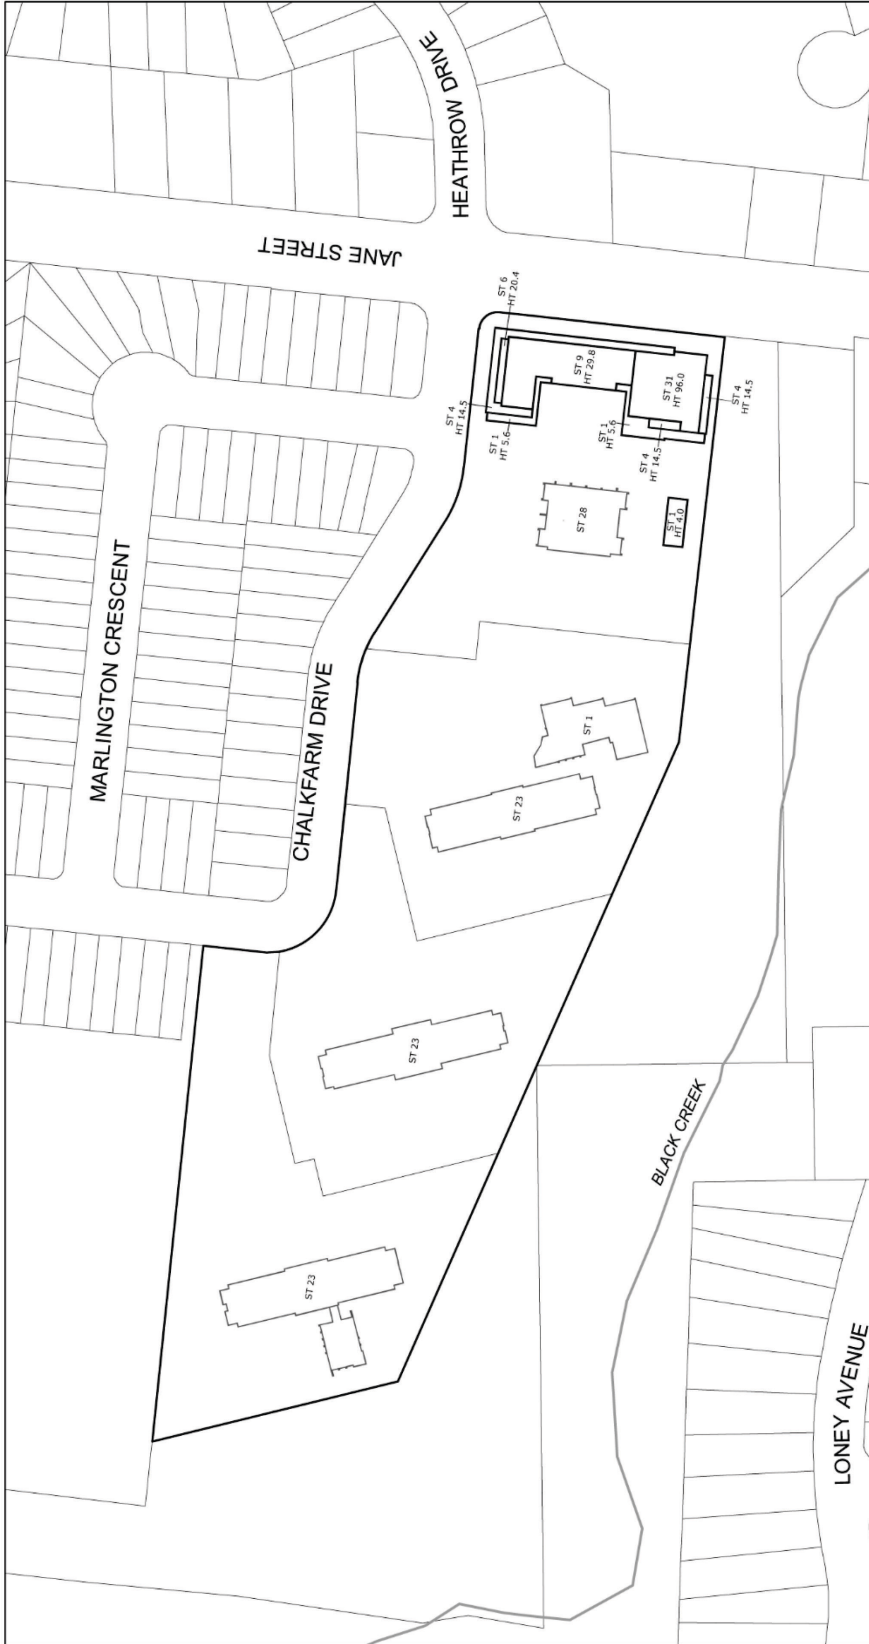 HEATHROW DRIVE
JANE STREET
ST 6
HT 20.4
ST 9
HT 29.8
ST 4
HT 14.5
ST 1
HT 5.6
ST 31
HT 96.0
ST 1
HT 5.6
ST 4
HT 14.5
ST 4
HT 14.5
ST 28
ST 1
HT 4.0
MARLINGTON CRESCENT
CHALKFARM DRIVE
ST 1
ST 23
ST 23
BLACK CREEK
ST 23
LONEY AVENUE